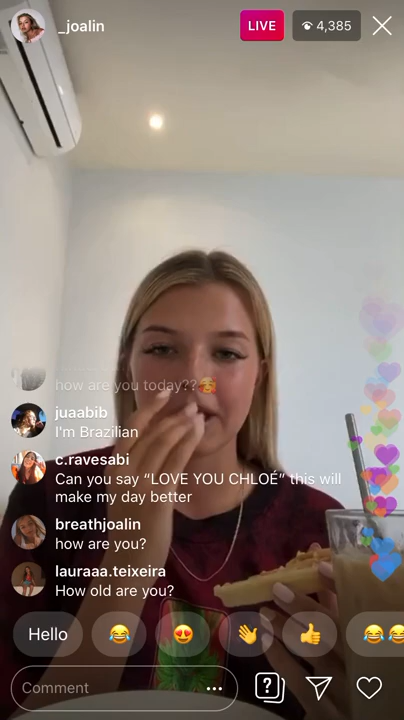 _joalin
LIVE
4,385
how are you today??🥰
juaabib
I'm Brazilian
c.ravesabi
Can you say “LOVE YOU CHLOÉ” this will
make my day better
breathjoalin
how are you?
lauraaa.teixeira
How old are you?
Hello
Comment